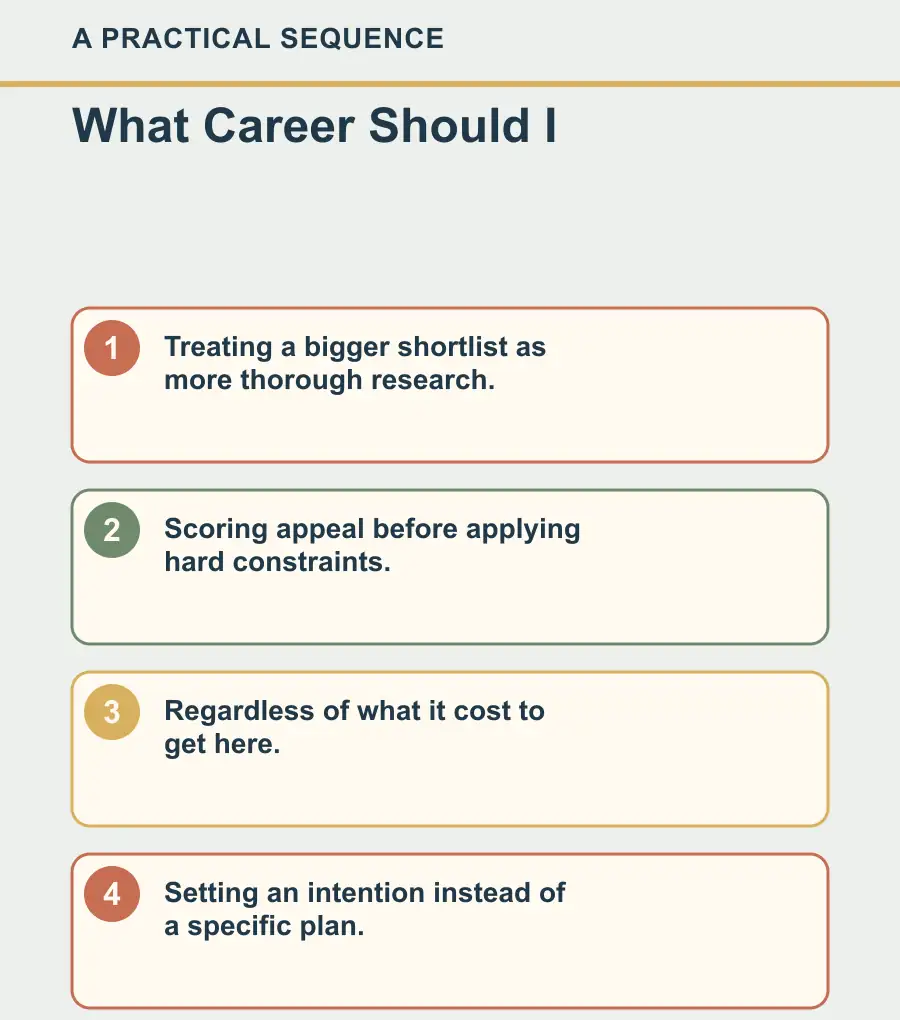 A PRACTICAL SEQUENCE
What Career Should I
1
Treating a bigger shortlist as
more thorough research.
2
Scoring appeal before applying
hard constraints.
3
Regardless of what it cost to
get here.
4
Setting an intention instead of
a specific plan.